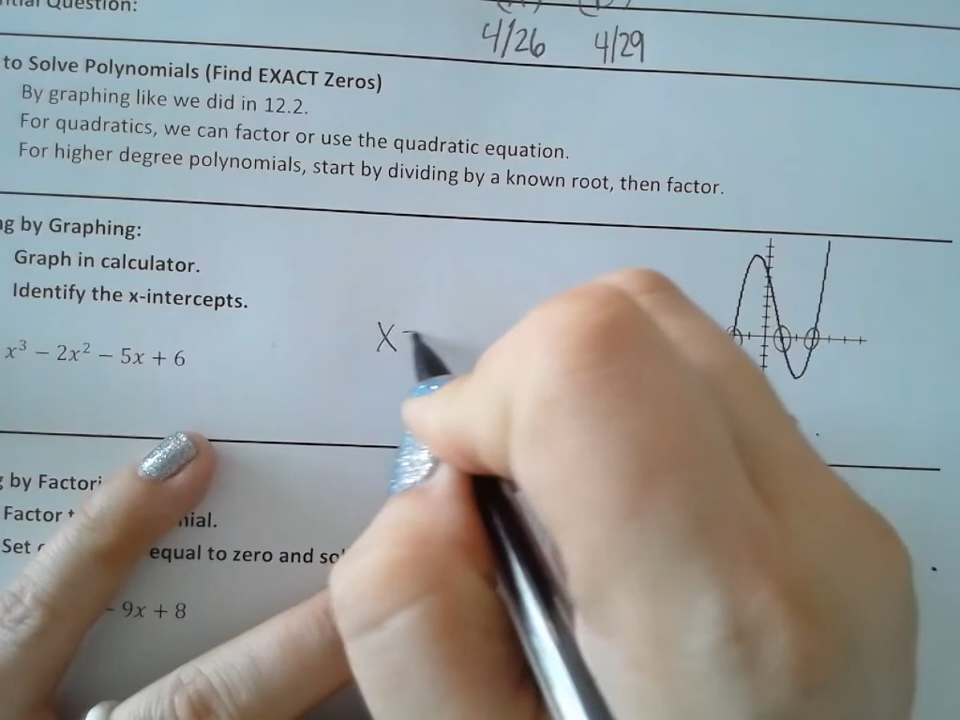 Question:
4/26 4/29
to Solve Polynomials (Find EXACT Zeros)
By graphing like we did in 12.2.
For quadratics, we can factor or use the quadratic equation.
For higher degree polynomials, start by dividing by a known root, then factor.
by Graphing:
Graph in calculator.
Identify the x-intercepts.
x³ − 2x² − 5x + 6
X
by
Factor
Set equal to zero and
− 9x + 8